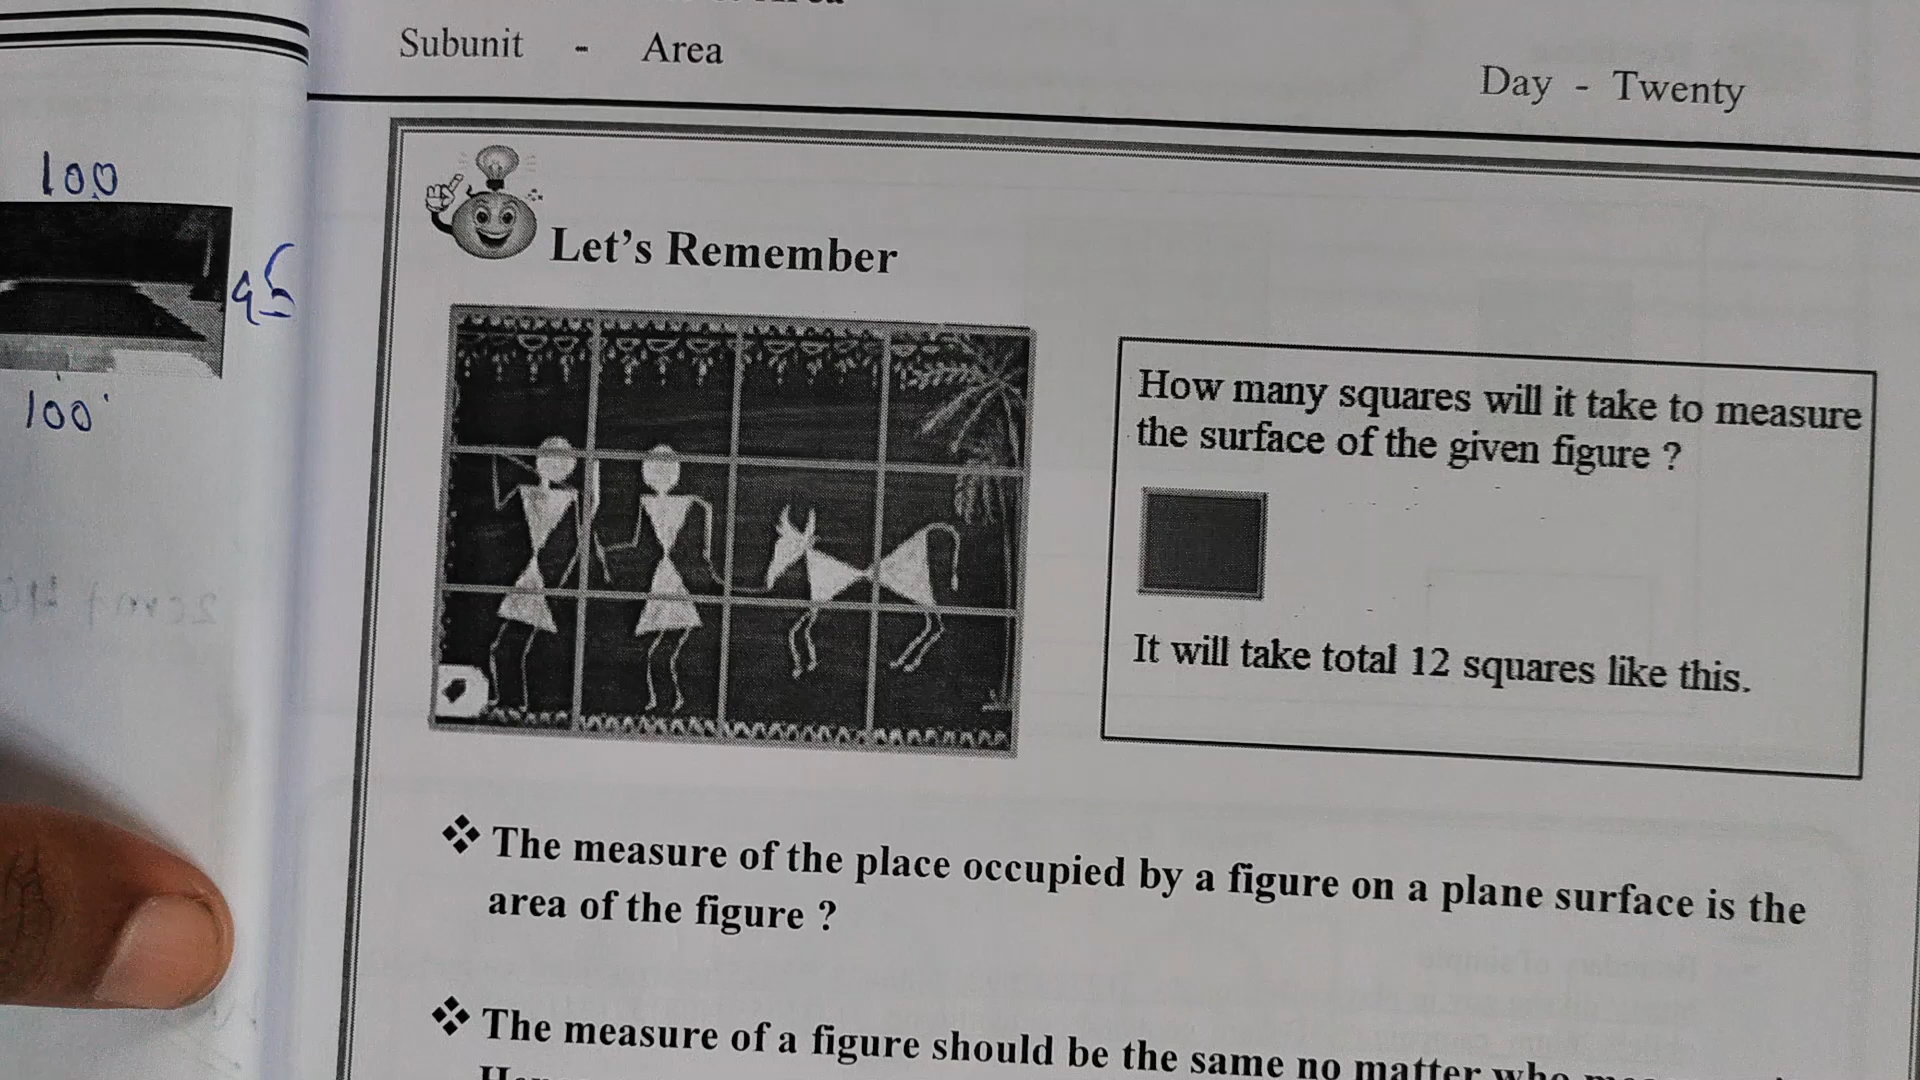 Subunit - Area
Day - Twenty
100
95
100
Let's Remember
How many squares will it take to measure
the surface of the given figure ?
It will take total 12 squares like this.
❖ The measure of the place occupied by a figure on a plane surface is the
area of the figure ?
❖ The measure of a figure should be the same no matter who